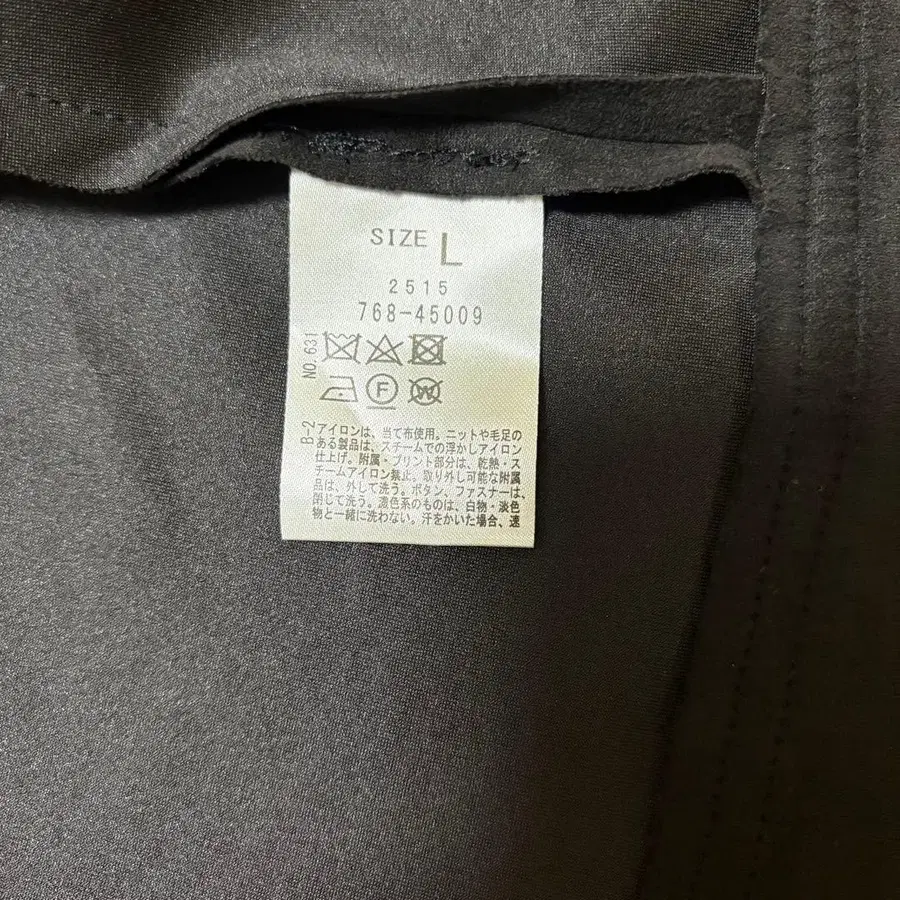 SIZE L
2515
768-45009
NO.631
F
W
B-2
アイロンは、当て布使用。ニットや毛足の
ある製品は、スチームでの浮かしアイロン
仕上げ。附属・プリント部分は、乾熱・ス
チームアイロン禁止。取り外し可能な附属
品は、外して洗う。ボタン、ファスナーは、
閉じて洗う。濃色系のものは、白物・淡色
物と一緒に洗わない。汗をかいた場合、速